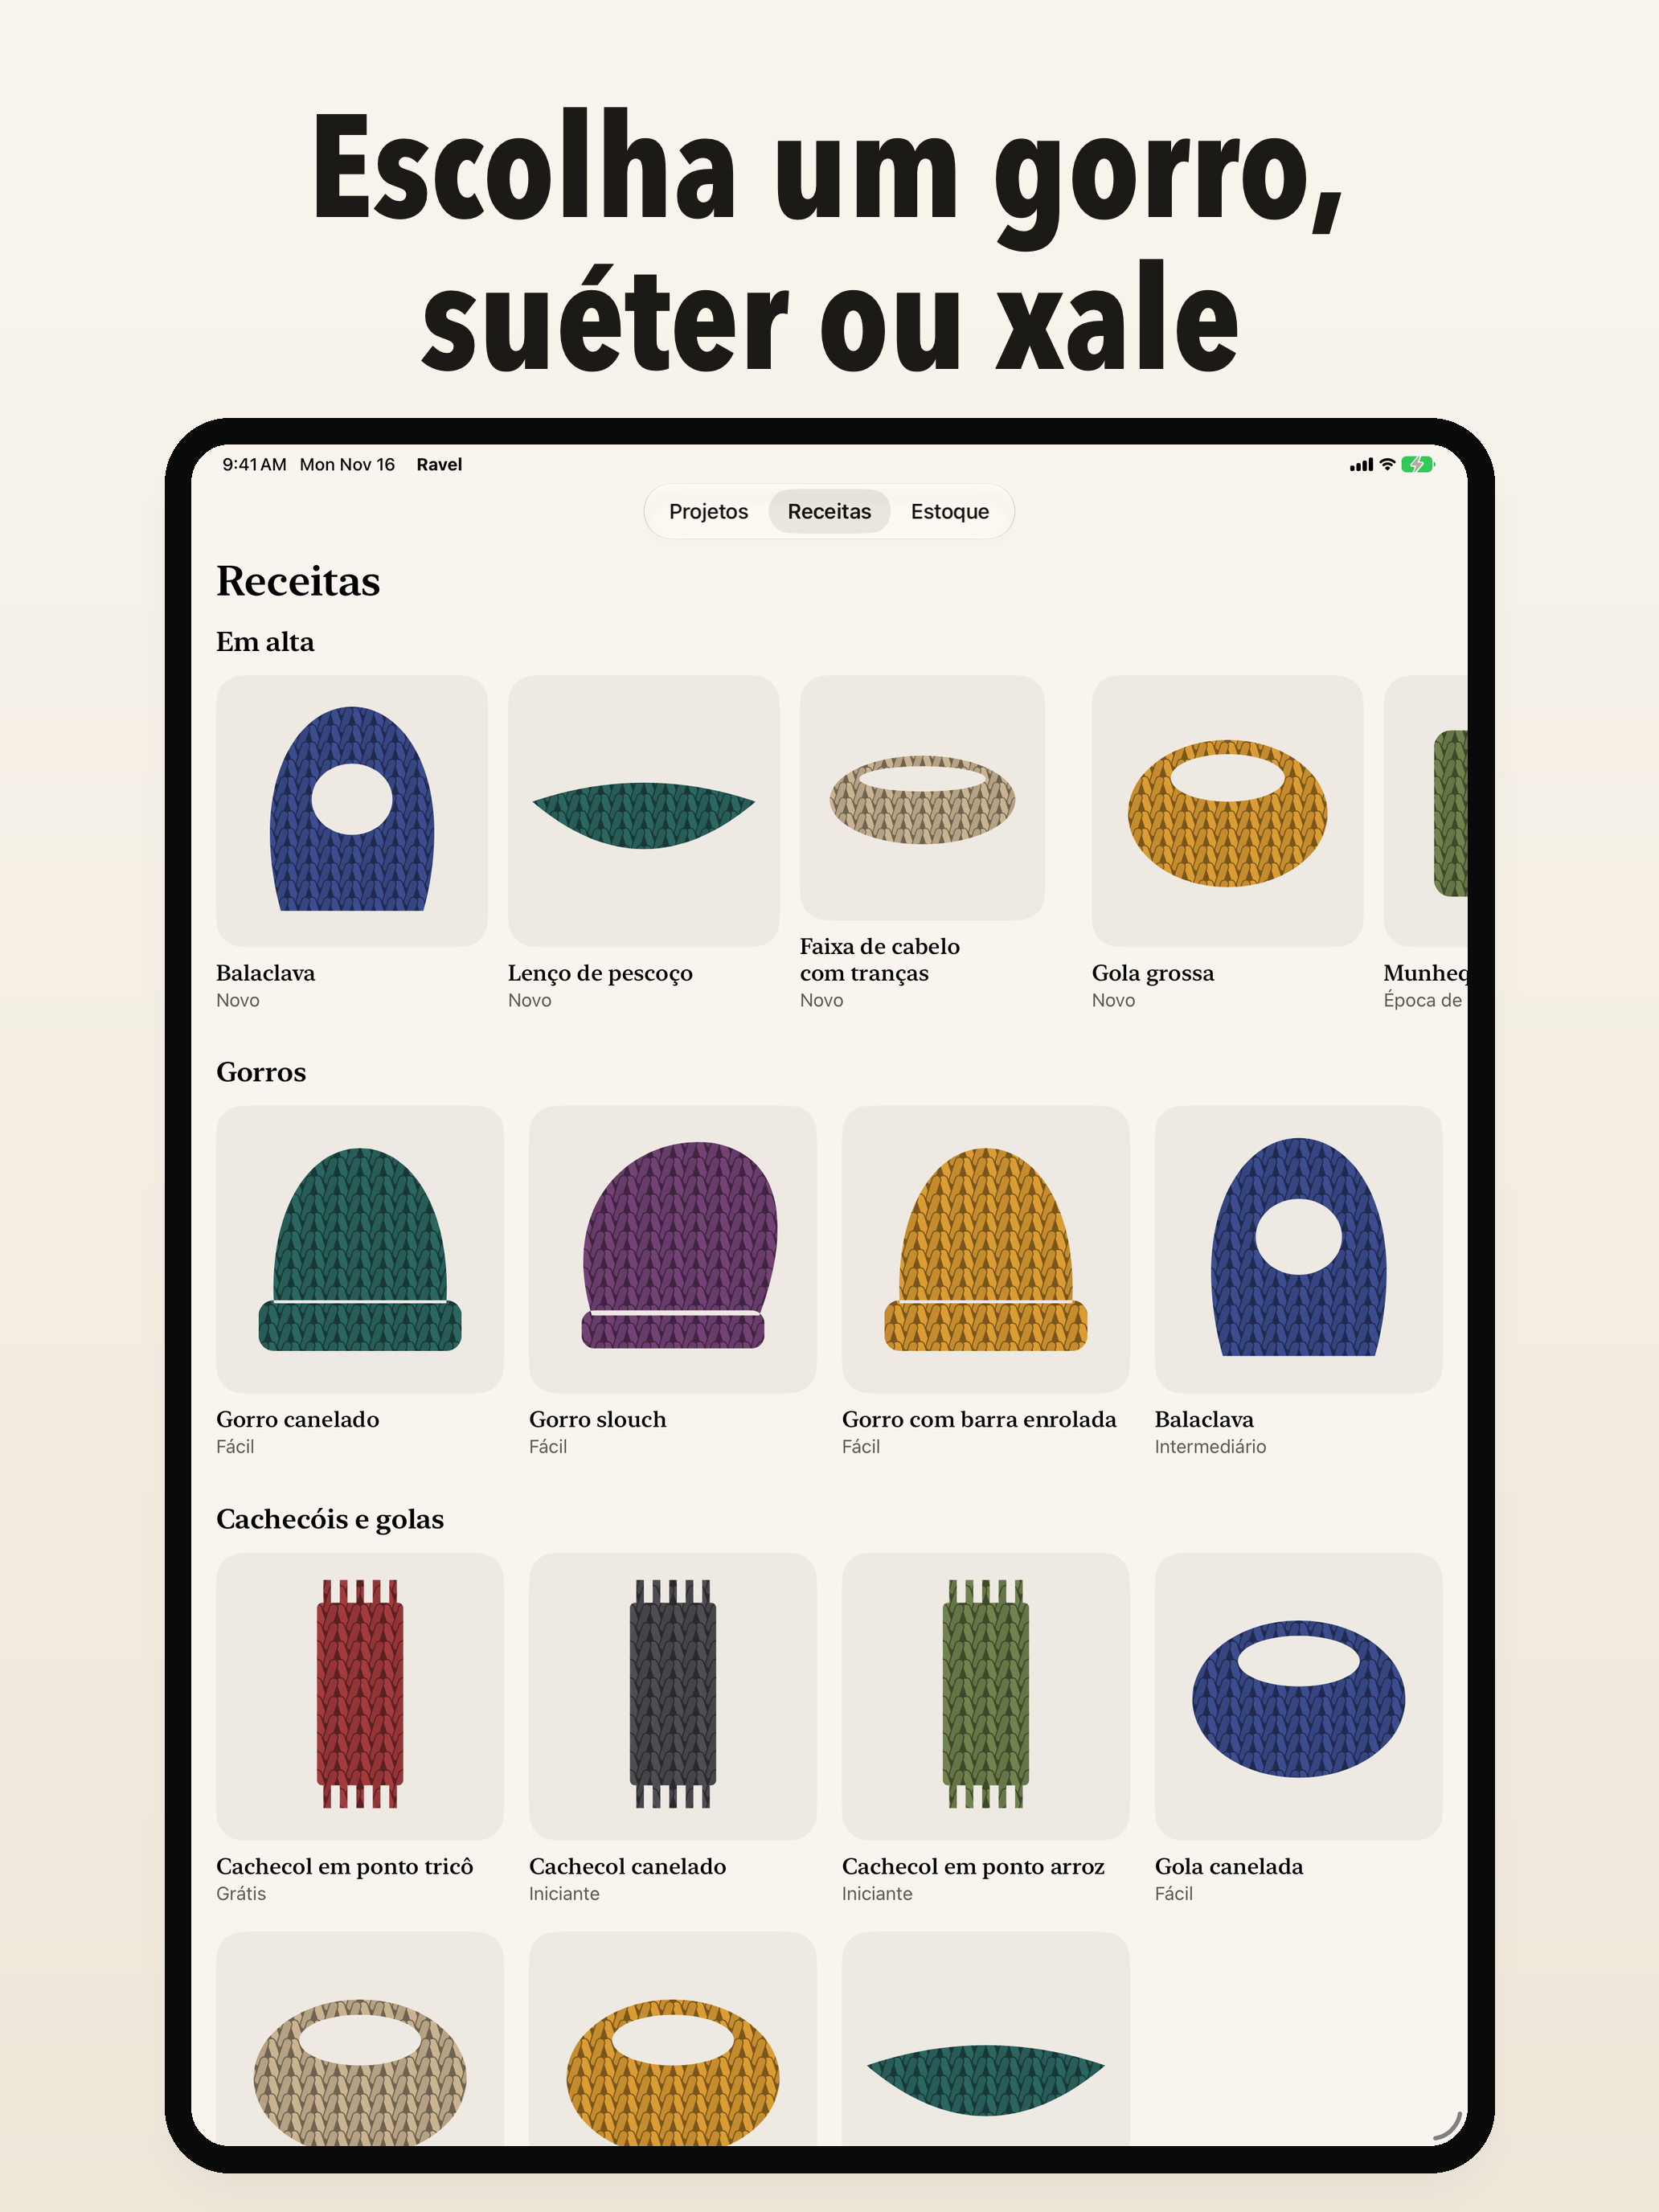 Escolha um gorro,
suéter ou xale
9:41 AM Mon Nov 16 Ravel
Projetos Receitas Estoque
Receitas
Em alta
Balaclava
Novo
Lenço de pescoço
Novo
Faixa de cabelo
com tranças
Novo
Gola grossa
Novo
Munheq
Época de
Gorros
Gorro canelado
Fácil
Gorro slouch
Fácil
Gorro com barra enrolada
Fácil
Balaclava
Intermediário
Cachecóis e golas
Cachecol em ponto tricô
Grátis
Cachecol canelado
Iniciante
Cachecol em ponto arroz
Iniciante
Gola canelada
Fácil